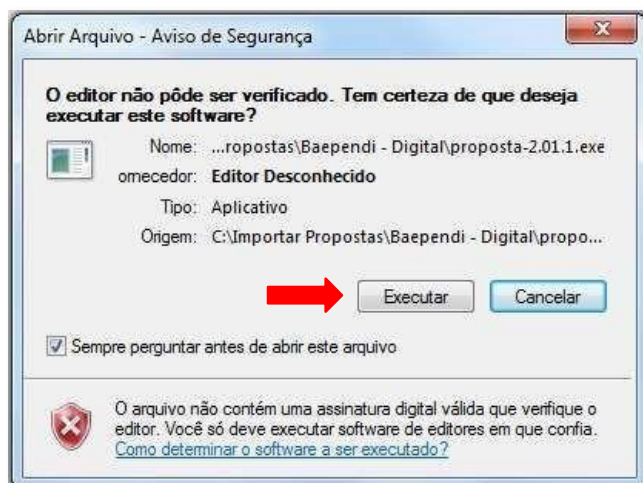 Abrir Arquivo - Aviso de Segurança
O editor não pôde ser verificado. Tem certeza de que deseja
executar este software?
Nome: ...ropostas\Baependi - Digital\proposta-2.01.1.exe
omecedor: Editor Desconhecido
Tipo: Aplicativo
Origem: C:\Importar Propostas\Baependi - Digital\propo...
Executar Cancelar
Sempre perguntar antes de abrir este arquivo
O arquivo não contém uma assinatura digital válida que verifique o
editor. Você só deve executar software de editores em que confia.
Como determinar o software a ser executado?